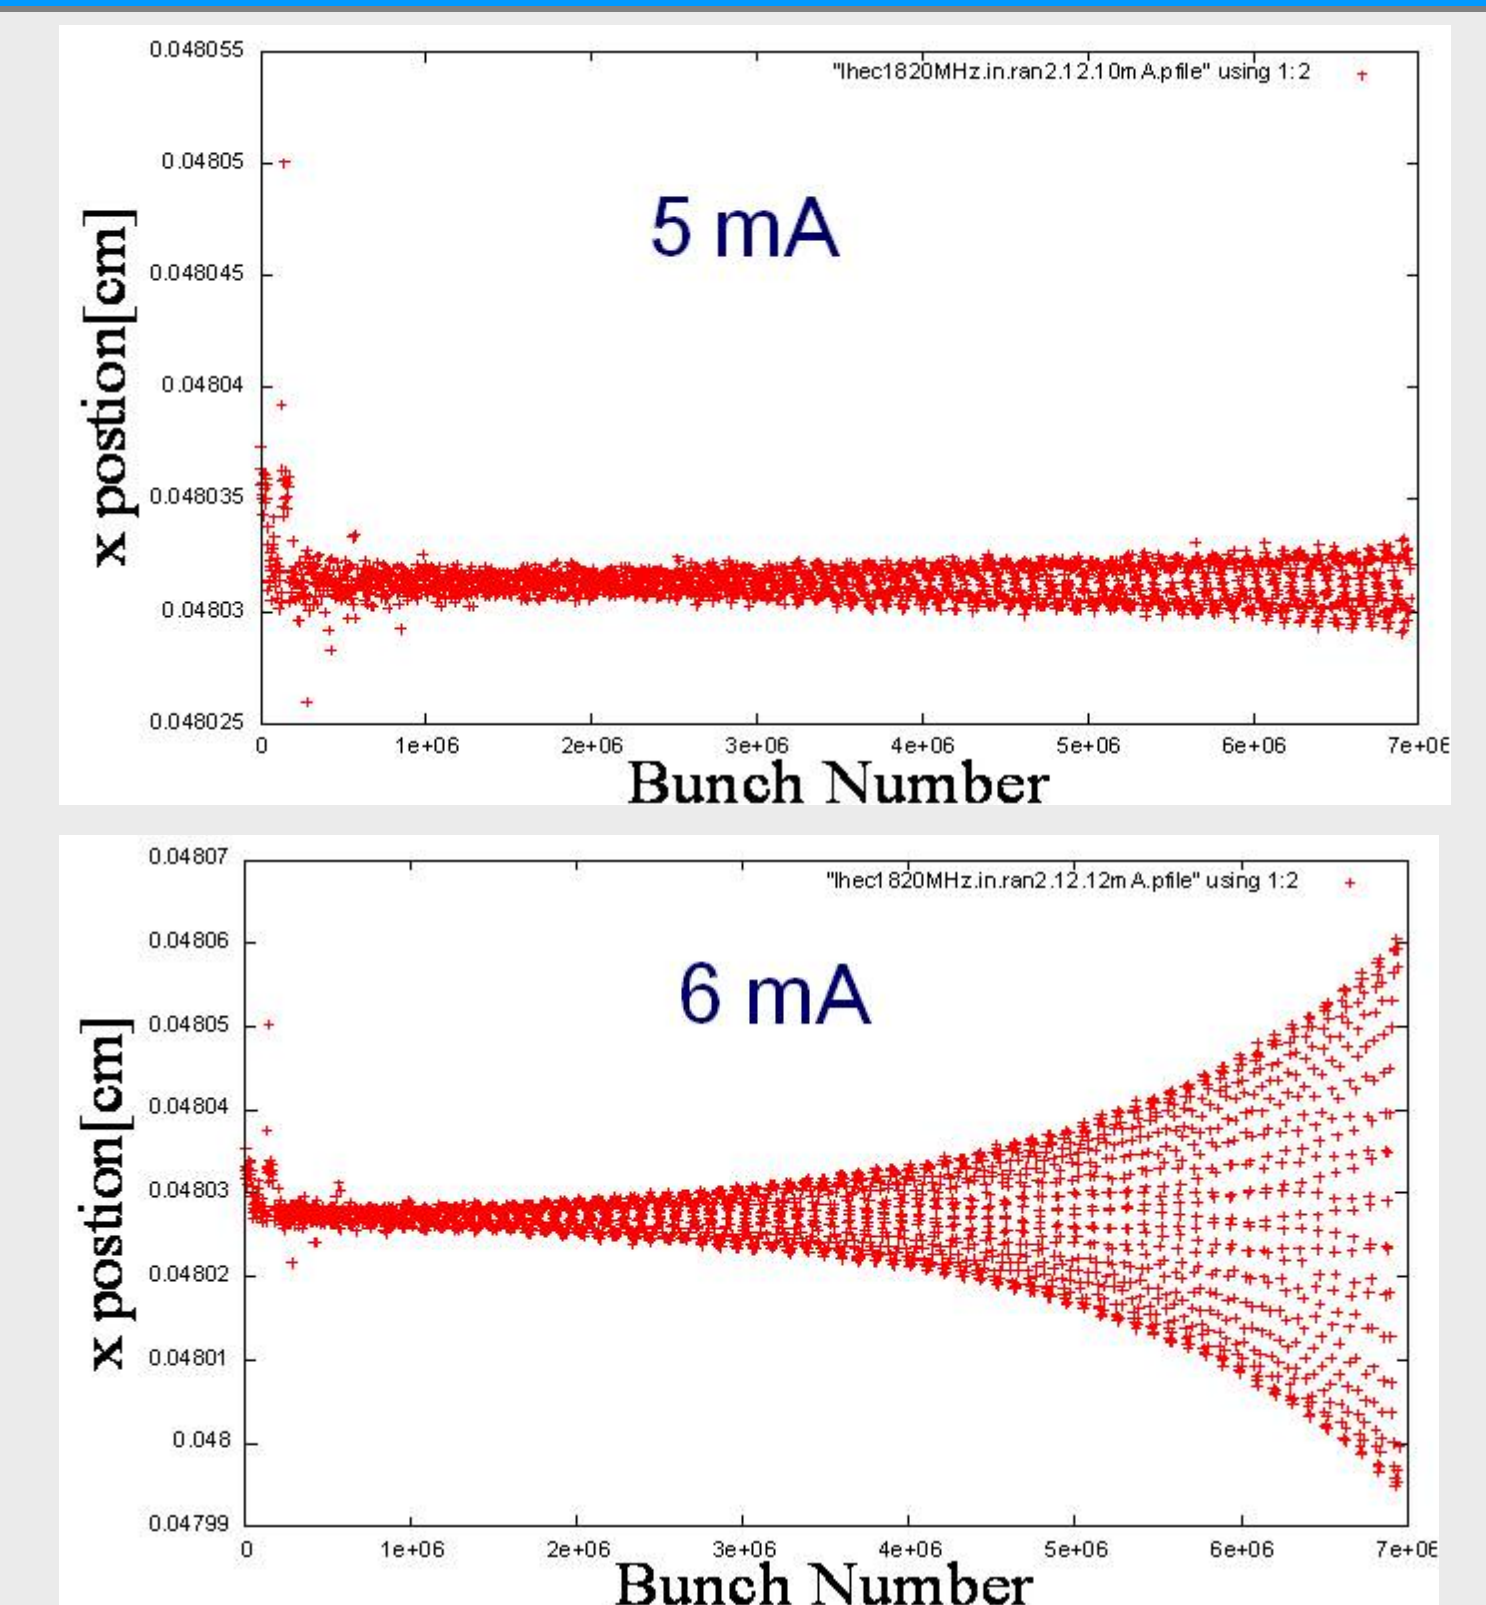 0.048055
"lhec1820MHz.in.ran2.12.10mA.pfile" using 1:2
0.04805
5 mA
0.048045
0.04804
0.048035
0.04803
0.048025
x postion[cm]
0 1e+06 2e+06 3e+06 4e+06 5e+06 6e+06 7e+06
Bunch Number
0.04807
"lhec1820MHz.in.ran2.12.12mA.pfile" using 1:2
0.04806
6 mA
0.04805
0.04804
0.04803
0.04802
0.04801
0.048
0.04799
x postion[cm]
0 1e+06 2e+06 3e+06 4e+06 5e+06 6e+06 7e+06
Bunch Number